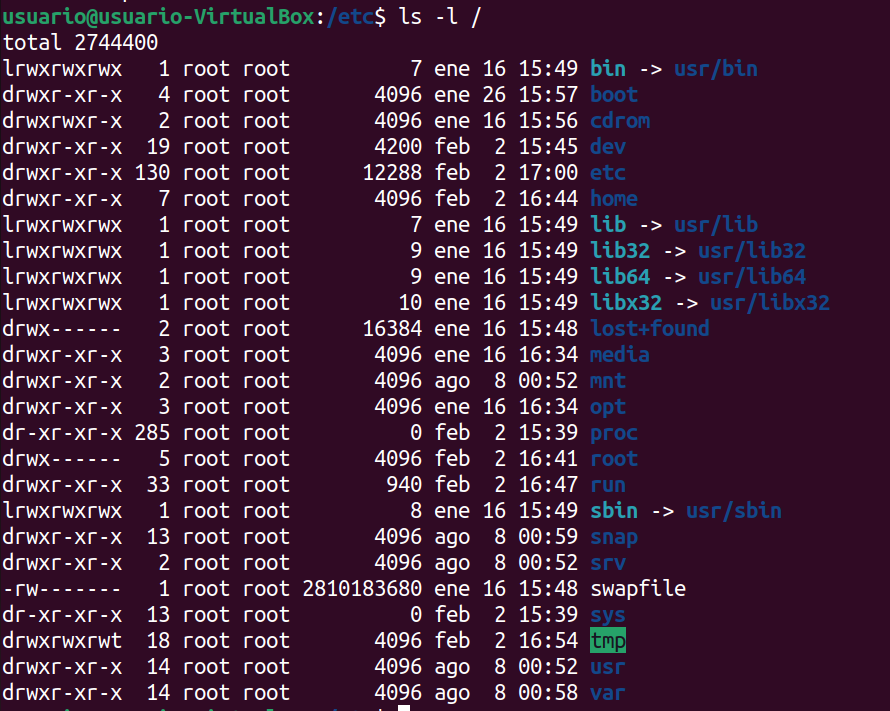 usuario@usuario-VirtualBox:/etc$ ls -l /
total 2744400
lrwxrwxrwx   1 root root          7 ene 16 15:49 bin -> usr/bin
drwxr-xr-x   4 root root       4096 ene 26 15:57 boot
drwxrwxr-x   2 root root       4096 ene 16 15:56 cdrom
drwxr-xr-x  19 root root       4200 feb  2 15:45 dev
drwxr-xr-x 130 root root      12288 feb  2 17:00 etc
drwxr-xr-x   7 root root       4096 feb  2 16:44 home
lrwxrwxrwx   1 root root          7 ene 16 15:49 lib -> usr/lib
lrwxrwxrwx   1 root root          9 ene 16 15:49 lib32 -> usr/lib32
lrwxrwxrwx   1 root root          9 ene 16 15:49 lib64 -> usr/lib64
lrwxrwxrwx   1 root root         10 ene 16 15:49 libx32 -> usr/libx32
drwx------   2 root root      16384 ene 16 15:48 lost+found
drwxr-xr-x   3 root root       4096 ene 16 16:34 media
drwxr-xr-x   2 root root       4096 ago  8 00:52 mnt
drwxr-xr-x   3 root root       4096 ene 16 16:34 opt
dr-xr-xr-x 285 root root          0 feb  2 15:39 proc
drwx------   5 root root       4096 feb  2 16:41 root
drwxr-xr-x  33 root root        940 feb  2 16:47 run
lrwxrwxrwx   1 root root          8 ene 16 15:49 sbin -> usr/sbin
drwxr-xr-x  13 root root       4096 ago  8 00:59 snap
drwxr-xr-x   2 root root       4096 ago  8 00:52 srv
-rw-------   1 root root 2810183680 ene 16 15:48 swapfile
dr-xr-xr-x  13 root root          0 feb  2 15:39 sys
drwxrwxrwt  18 root root       4096 feb  2 16:54 tmp
drwxr-xr-x  14 root root       4096 ago  8 00:52 usr
drwxr-xr-x  14 root root       4096 ago  8 00:58 var